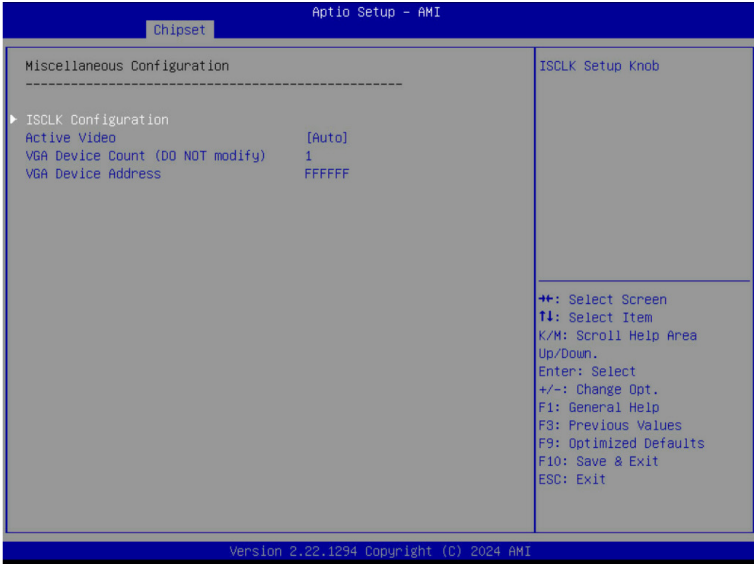 Aptio Setup – AMI
Chipset
Miscellaneous Configuration
--------------------------------------------------
ISCLK Configuration
Active Video [Auto]
VGA Device Count (DO NOT modify) 1
VGA Device Address FFFFFF
ISCLK Setup Knob
→←: Select Screen
↑↓: Select Item
K/M: Scroll Help Area
Up/Down.
Enter: Select
+/-: Change Opt.
F1: General Help
F3: Previous Values
F9: Optimized Defaults
F10: Save & Exit
ESC: Exit
Version 2.22.1294 Copyright (C) 2024 AMI